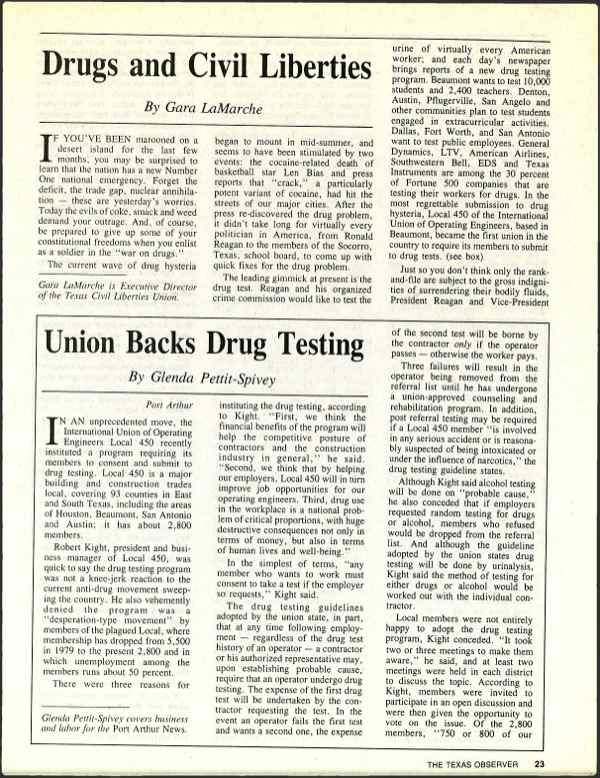 Drugs and Civil Liberties
By Gara LaMarche
IF YOU'VE BEEN marooned on a
desert island for the last few
months, you may be surprised to
learn that the nation has a new Number
One national emergency. Forget the
deficit, the trade gap, nuclear annihila-
tion — these are yesterday's worries.
Today the evils of coke, smack and weed
demand your outrage. And, of course,
be prepared to give up some of your
constitutional freedoms when you enlist
as a soldier in the "war on drugs."
The current wave of drug hysteria
Gara LaMarche is Executive Director
of the Texas Civil Liberties Union.
began to mount in mid-summer, and
seems to have been stimulated by two
events: the cocaine-related death of
basketball star Len Bias and press
reports that "crack," a particularly
potent variant of cocaine, had hit the
streets of our major cities. After the
press re-discovered the drug problem,
it didn't take long for virtually every
politician in America, from Ronald
Reagan to the members of the Socorro,
Texas, school board, to come up with
quick fixes for the drug problem.
The leading gimmick at present is the
drug test. Reagan and his organized
crime commission would like to test the
urine of virtually every American
worker; and each day's newspaper
brings reports of a new drug testing
program. Beaumont wants to test 10,000
students and 2,400 teachers. Denton,
Austin, Pflugerville, San Angelo and
other communities plan to test students
engaged in extracurricular activities.
Dallas, Fort Worth, and San Antonio
want to test public employees. General
Dynamics, LTV, American Airlines,
Southwestern Bell, EDS and Texas
Instruments are among the 30 percent
of Fortune 500 companies that are
testing their workers for drugs. In the
most regrettable submission to drug
hysteria, Local 450 of the International
Union of Operating Engineers, based in
Beaumont, became the first union in the
country to require its members to submit
to drug tests. (see box)
Just so you don't think only the rank-
and-file are subject to the gross indigni-
ties of surrendering their bodily fluids,
President Reagan and Vice-President
Union Backs Drug Testing
By Glenda Pettit-Spivey
Port Arthur
IN AN unprecedented move, the
International Union of Operating
Engineers Local 450 recently
instituted a program requiring its
members to consent and submit to
drug testing. Local 450 is a major
building and construction trades
local, covering 93 counties in East
and South Texas, including the areas
of Houston, Beaumont, San Antonio
and Austin; it has about 2,800
members.
Robert Kight, president and busi-
ness manager of Local 450, was
quick to say the drug testing program
was not a knee-jerk reaction to the
current anti-drug movement sweep-
ing the country. He also vehemently
denied the program was a
"desperation-type movement" by
members of the plagued Local, where
membership has dropped from 5,500
in 1979 to the present 2,800 and in
which unemployment among the
members runs about 50 percent.
There were three reasons for
Glenda Pettit-Spivey covers business
and labor for the Port Arthur News.
instituting the drug testing, according
to Kight. "First, we think the
financial benefits of the program will
help the competitive posture of
contractors and the construction
industry in general," he said.
"Second, we think that by helping
our employers, Local 450 will in turn
improve job opportunities for our
operating engineers. Third, drug use
in the workplace is a national prob-
lem of critical proportions, with huge
destructive consequences not only in
terms of money, but also in terms
of human lives and well-being."
In the simplest of terms, "any
member who wants to work must
consent to take a test if the employer
so requests," Kight said.
The drug testing guidelines
adopted by the union state, in part,
that at any time following employ-
ment — regardless of the drug test
history of an operator — a contractor
or his authorized representative may,
upon establishing probable cause,
require that an operator undergo drug
testing. The expense of the first drug
test will be undertaken by the con-
tractor requesting the test. In the
event an operator fails the first test
and wants a second one, the expense
of the second test will be borne by
the contractor only if the operator
passes — otherwise the worker pays.
Three failures will result in the
operator being removed from the
referral list until he has undergone
a union-approved counseling and
rehabilitation program. In addition,
post referral testing may be required
if a Local 450 member "is involved
in any serious accident or is reasona-
bly suspected of being intoxicated or
under the influence of narcotics," the
drug testing guideline states.
Although Kight said alcohol testing
will be done on "probable cause,"
he also conceded that if employers
requested random testing for drugs
or alcohol, members who refused
would be dropped from the referral
list. And although the guideline
adopted by the union states drug
testing will be done by urinalysis,
Kight said the method of testing for
either drugs or alcohol would be
worked out with the individual con-
tractor.
Local members were not entirely
happy to adopt the drug testing
program, Kight conceded. "It took
two or three meetings to make them
aware," he said, and at least two
meetings were held in each district
to discuss the topic. According to
Kight, members were invited to
participate in an open discussion and
were then given the opportunity to
vote on the issue. Of the 2,800
members, "750 or 800 of our
THE TEXAS OBSERVER 23